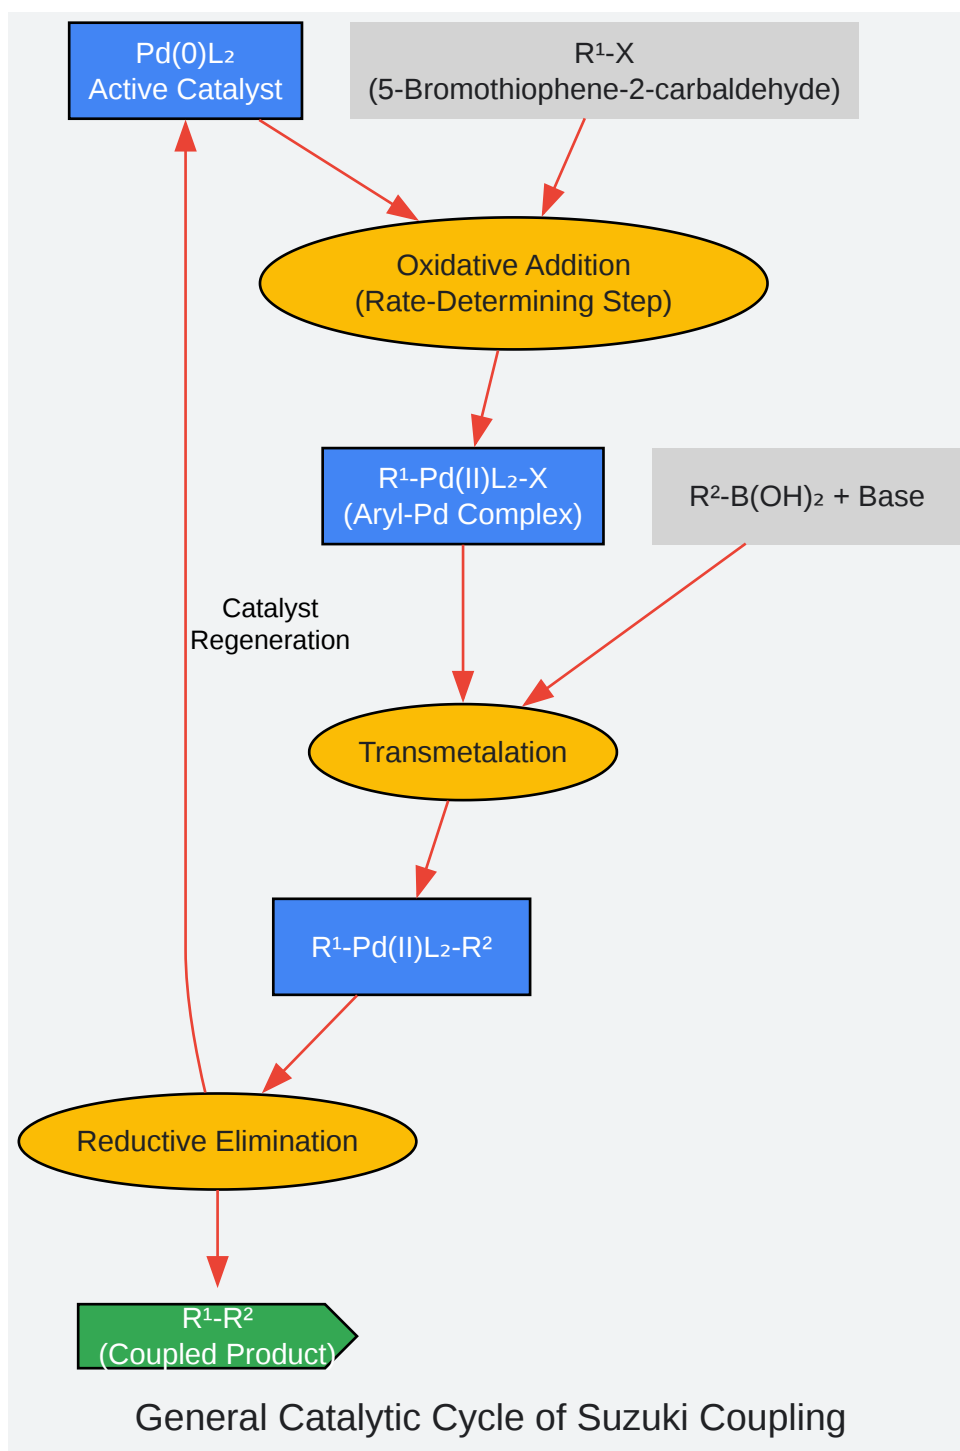 Pd(0)L₂
Active Catalyst
R¹-X
(5-Bromothiophene-2-carbaldehyde)
Oxidative Addition
(Rate-Determining Step)
R¹-Pd(II)L₂-X
(Aryl-Pd Complex)
R²-B(OH)₂ + Base
Catalyst
Regeneration
Transmetalation
R¹-Pd(II)L₂-R²
Reductive Elimination
R¹-R²
(Coupled Product)
General Catalytic Cycle of Suzuki Coupling